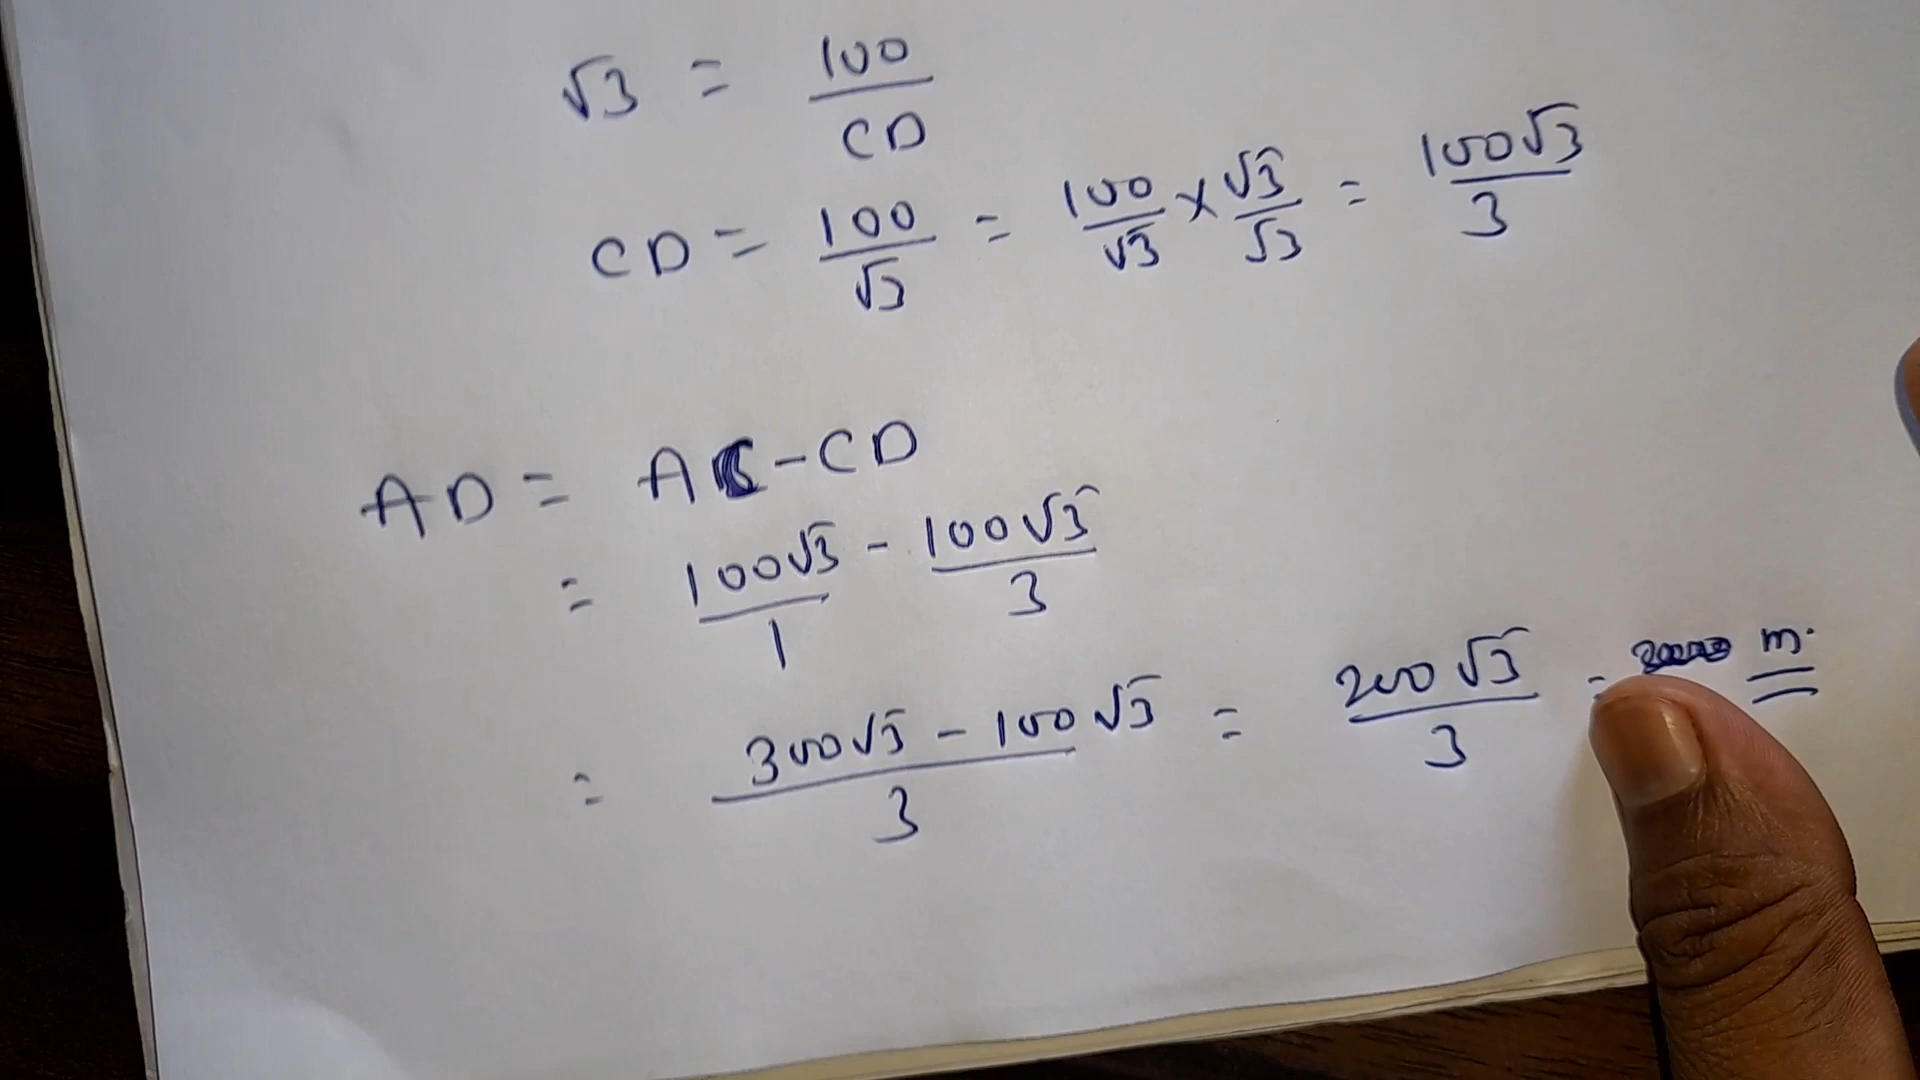 √3 = 100/CD
CD = 100/√3 = 100/√3 × √3/√3 = 100√3/3
AD = AC - CD
= 100√3/1 - 100√3/3
= 300√3 - 100√3/3 = 200√3/3 = m.